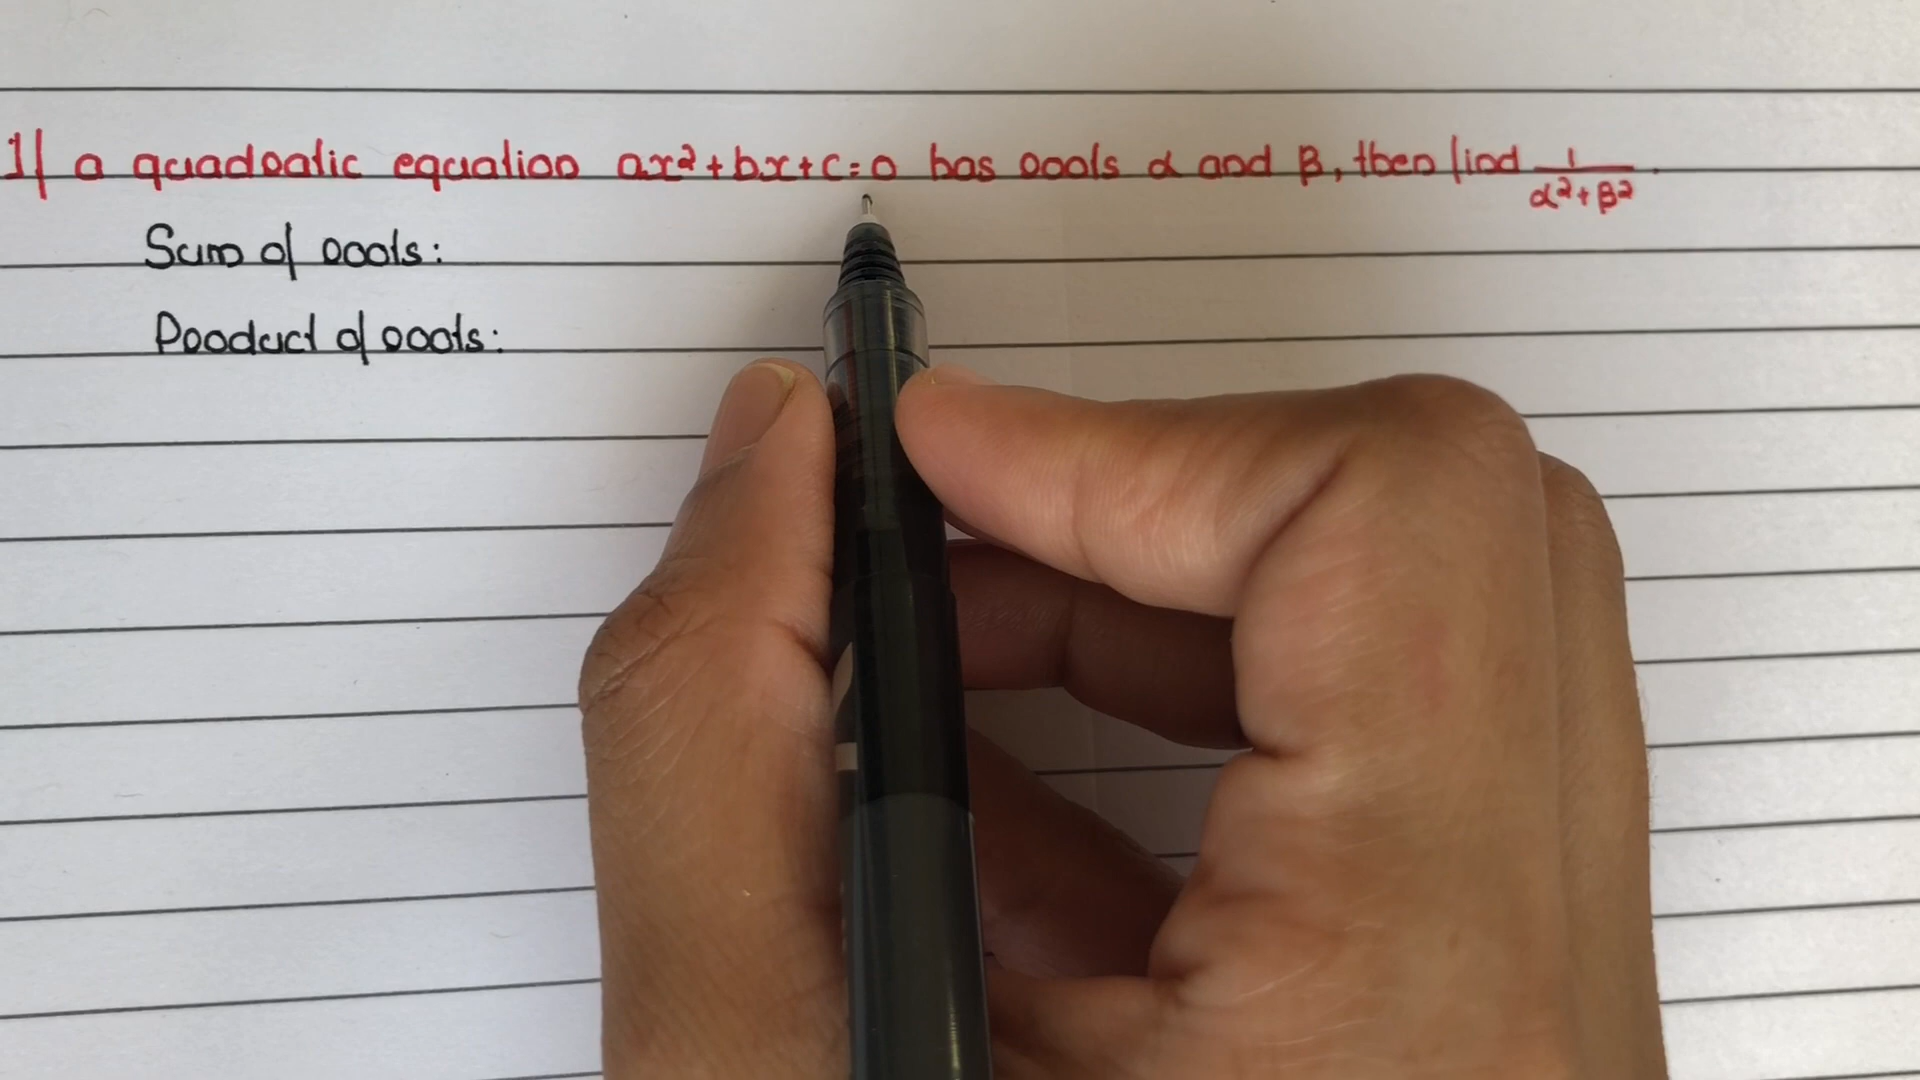 If a quadratic equation ax²+bx+c=0 has roots α and β, then find 1/(α²+β²).
Sum of roots:
Product of roots: